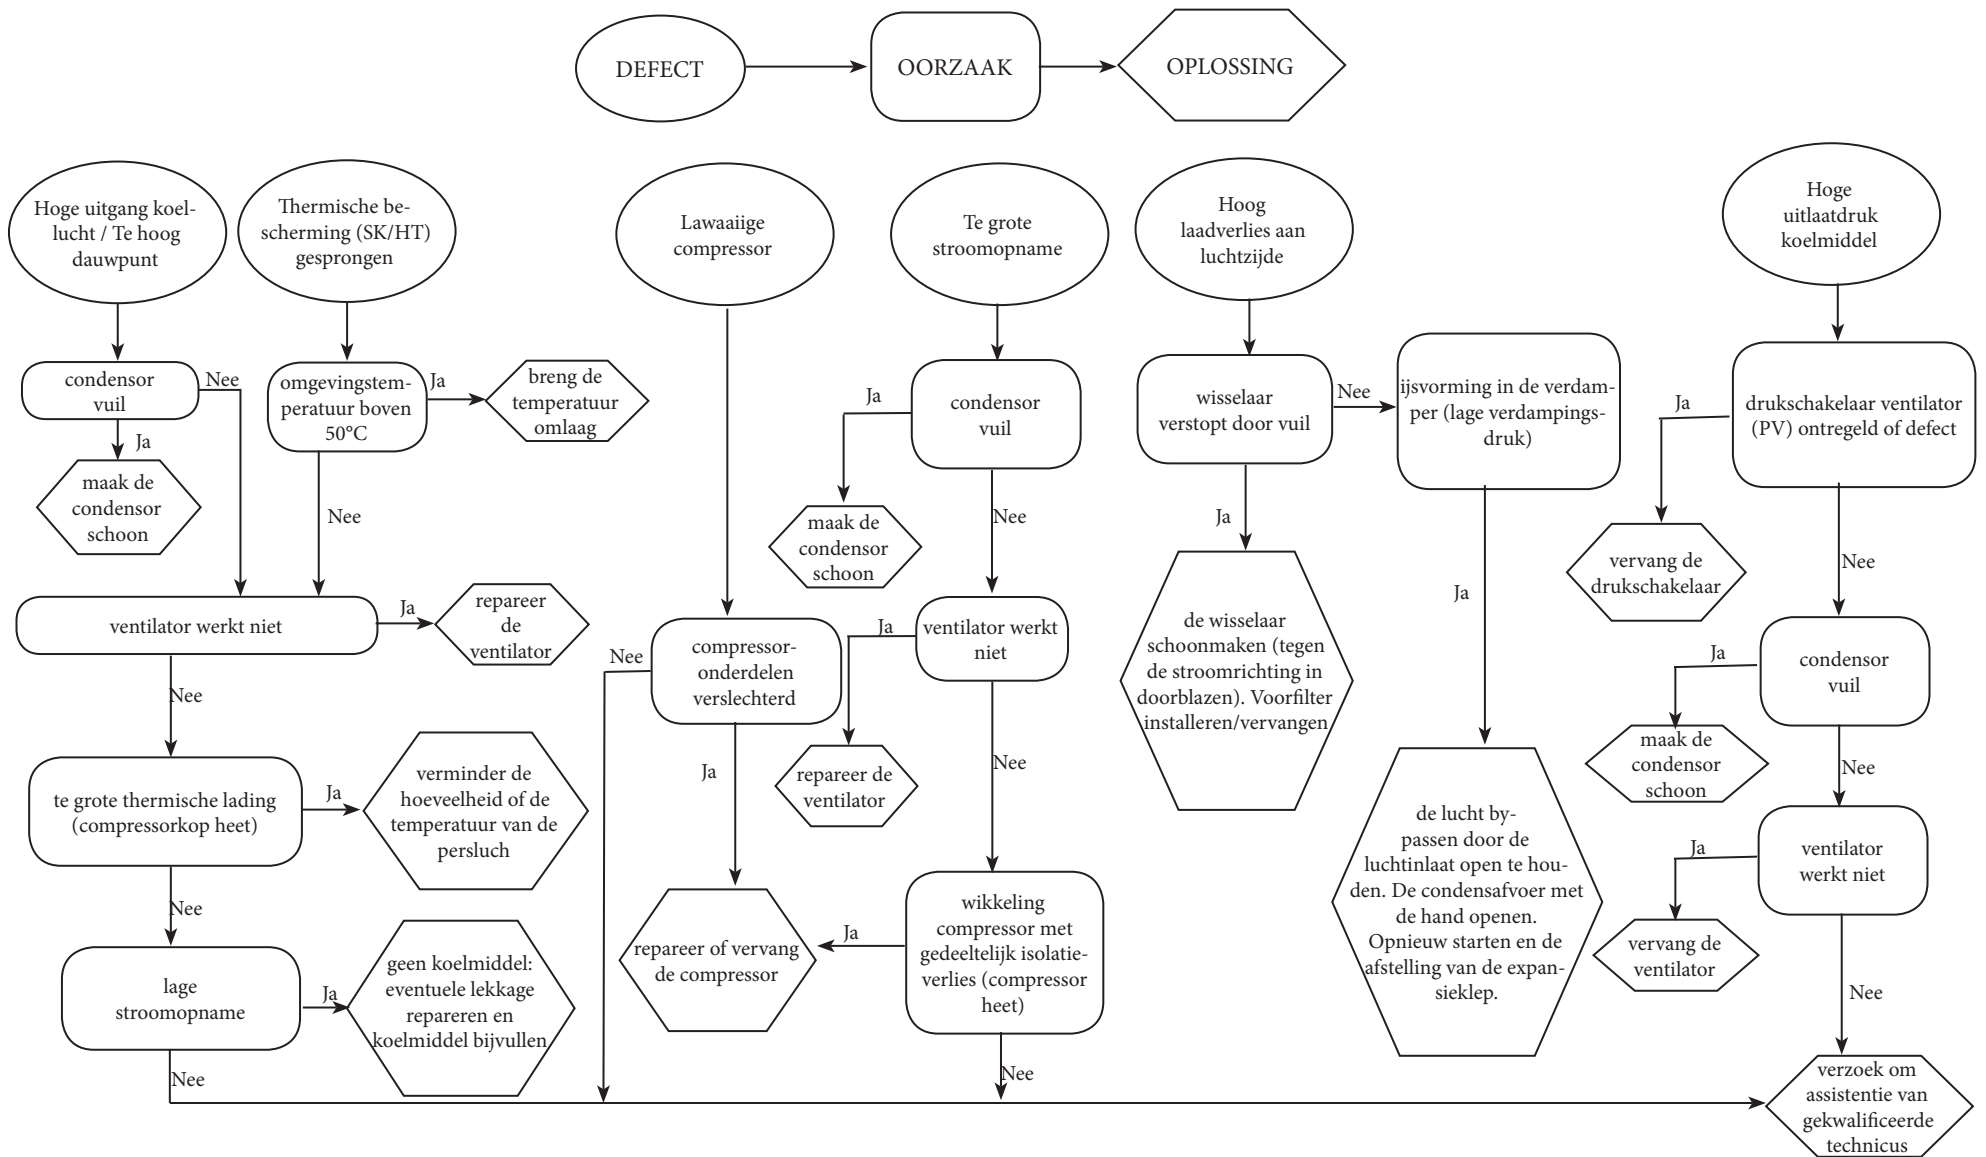 DEFECT
OORZAAK
OPLOSSING
Hoge uitgang koel-
lucht / Te hoog
dauwpunt
condensor
vuil
Nee
Ja
maak de
condensor
schoon
Thermische be-
scherming (SK/HT)
gesprongen
omgevingstem-
peratuur boven
50°C
Ja
breng de
temperatuur
omlaag
Nee
ventilator werkt niet
Ja
repareer
de
ventilator
Nee
te grote thermische lading
(compressorkop heet)
Ja
verminder de
hoeveelheid of de
temperatuur van de
persluch
Nee
lage
stroomopname
Ja
geen koelmiddel:
eventuele lekkage
repareren en
koelmiddel bijvullen
Nee
Lawaaiige
compressor
compressor-
onderdelen
verslechterd
Nee
Ja
repareer of vervang
de compressor
Te grote
stroomopname
condensor
vuil
Ja
maak de
condensor
schoon
Nee
ventilator werkt
niet
Ja
repareer de
ventilator
Nee
wikkeling
compressor met
gedeeltelijk isolatie-
verlies (compressor
heet)
Ja
Nee
Hoog
laadverlies aan
luchtzijde
wisselaar
verstopt door vuil
Nee
Ja
de wisselaar
schoonmaken (tegen
de stroomrichting in
doorblazen). Voorfilter
installeren/vervangen
ijsvorming in de verdam-
per (lage verdampings-
druk)
Ja
de lucht by-
passen door de
luchtinlaat open te hou-
den. De condensafvoer met
de hand openen.
Opnieuw starten en de
afstelling van de expan-
sieklep.
Hoge
uitlaatdruk
koelmiddel
drukschakelaar ventilator
(PV) ontregeld of defect
Ja
vervang de
drukschakelaar
Nee
condensor
vuil
Ja
maak de
condensor
schoon
Nee
ventilator
werkt niet
Ja
vervang de
ventilator
Nee
verzoek om
assistentie van
gekwalificeerde
technicus